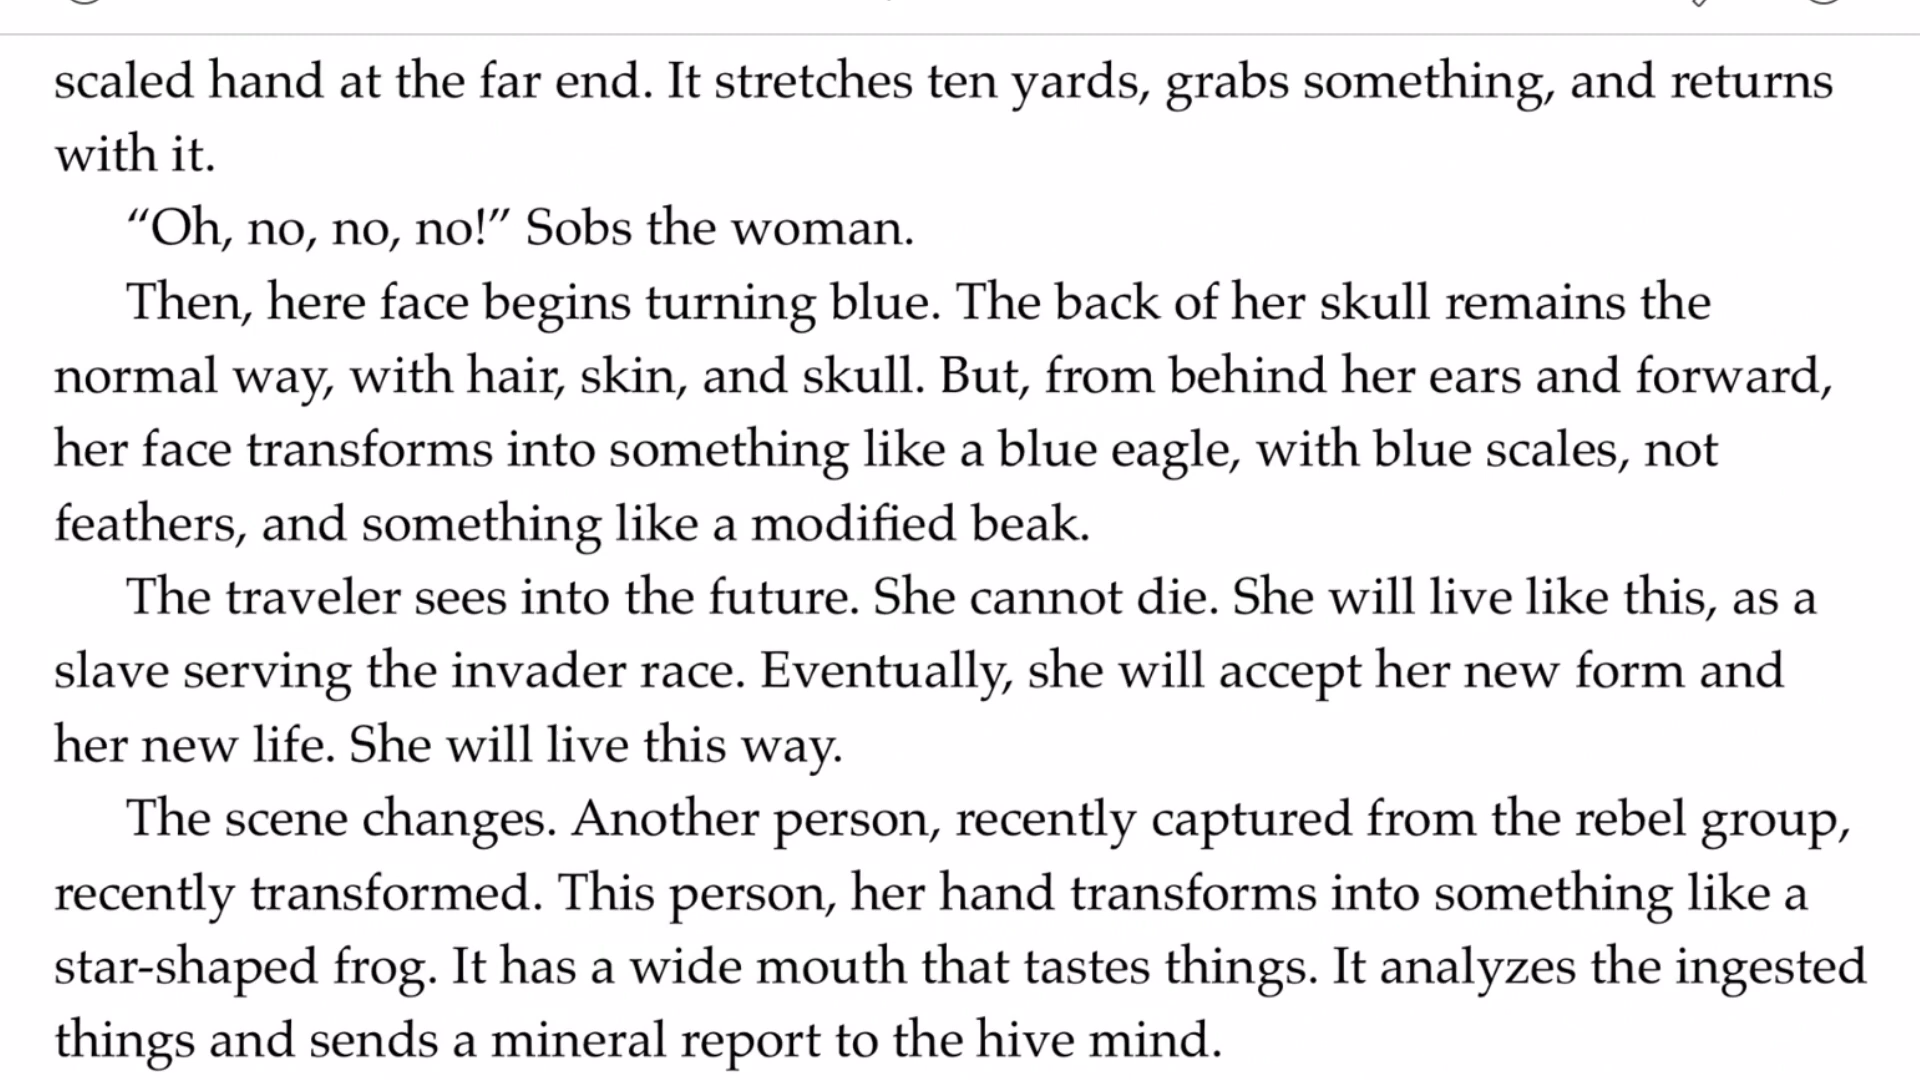 scaled hand at the far end. It stretches ten yards, grabs something, and returns
with it.
“Oh, no, no, no!” Sobs the woman.
Then, here face begins turning blue. The back of her skull remains the
normal way, with hair, skin, and skull. But, from behind her ears and forward,
her face transforms into something like a blue eagle, with blue scales, not
feathers, and something like a modified beak.
The traveler sees into the future. She cannot die. She will live like this, as a
slave serving the invader race. Eventually, she will accept her new form and
her new life. She will live this way.
The scene changes. Another person, recently captured from the rebel group,
recently transformed. This person, her hand transforms into something like a
star-shaped frog. It has a wide mouth that tastes things. It analyzes the ingested
things and sends a mineral report to the hive mind.